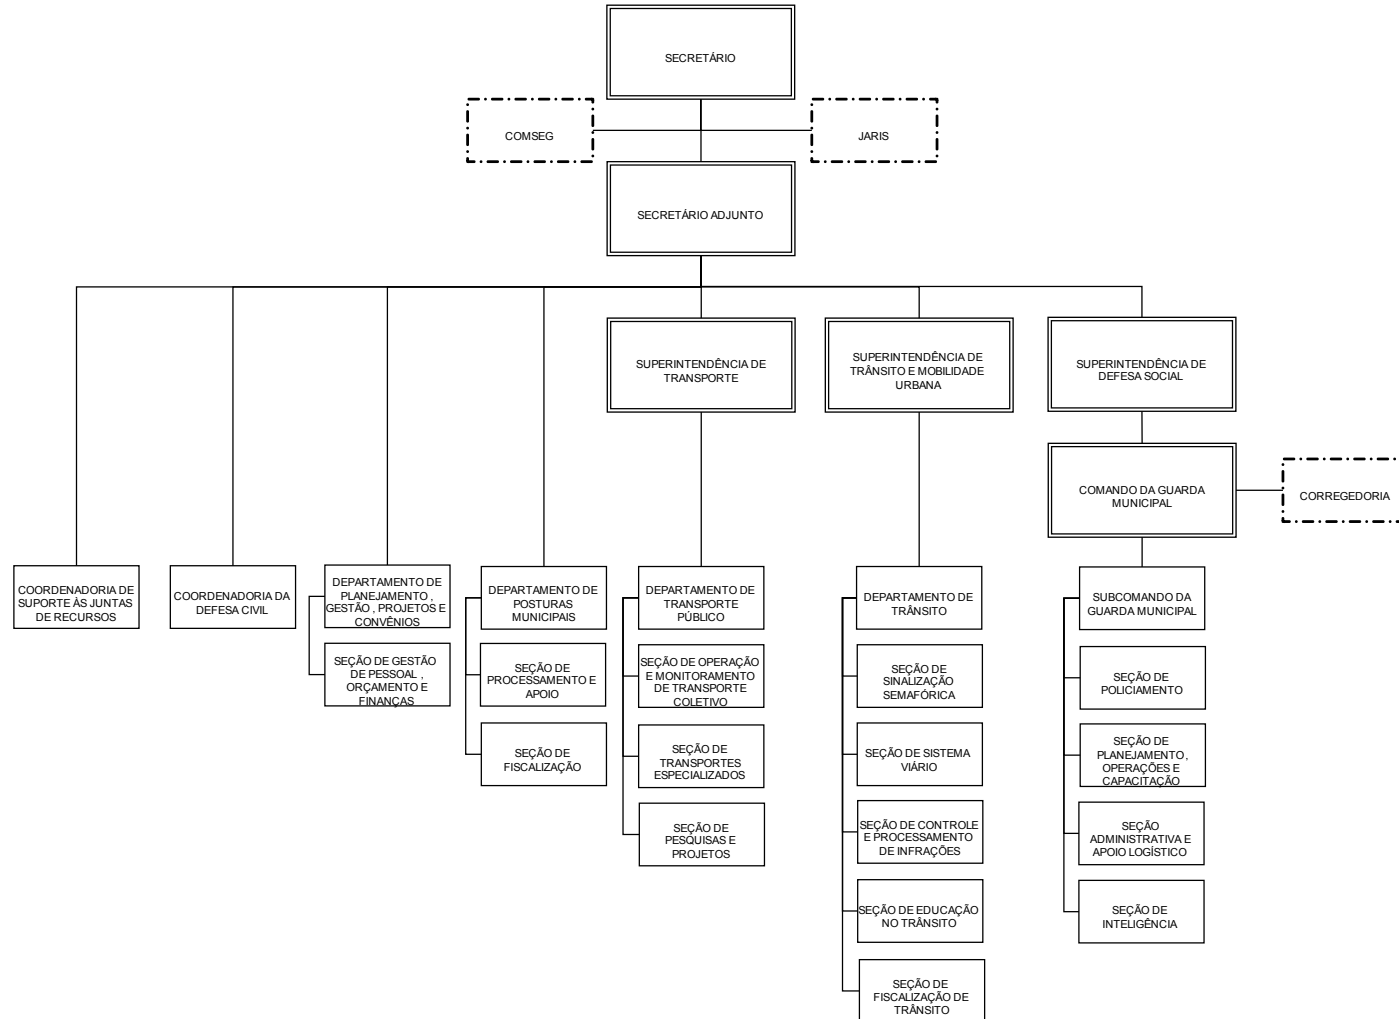 SECRETÁRIO
COMSEG
JARIS
SECRETÁRIO ADJUNTO
SUPERINTENDÊNCIA DE
TRANSPORTE
SUPERINTENDÊNCIA DE
TRÂNSITO E MOBILIDADE
URBANA
SUPERINTENDÊNCIA DE
DEFESA SOCIAL
COMANDO DA GUARDA
MUNICIPAL
CORREGEDORIA
COORDENADORIA DE
SUPORTE ÀS JUNTAS
DE RECURSOS
COORDENADORIA DA
DEFESA CIVIL
DEPARTAMENTO DE
PLANEJAMENTO ,
GESTÃO , PROJETOS E
CONVÊNIOS
SEÇÃO DE GESTÃO
DE PESSOAL ,
ORÇAMENTO E
FINANÇAS
DEPARTAMENTO DE
POSTURAS
MUNICIPAIS
SEÇÃO DE
PROCESSAMENTO E
APOIO
SEÇÃO DE
FISCALIZAÇÃO
DEPARTAMENTO DE
TRANSPORTE
PÚBLICO
SEÇÃO DE OPERAÇÃO
E MONITORAMENTO
DE TRANSPORTE
COLETIVO
SEÇÃO DE
TRANSPORTES
ESPECIALIZADOS
SEÇÃO DE
PESQUISAS E
PROJETOS
DEPARTAMENTO DE
TRÂNSITO
SEÇÃO DE
SINALIZAÇÃO
SEMAFÓRICA
SEÇÃO DE SISTEMA
VIÁRIO
SEÇÃO DE CONTROLE
E PROCESSAMENTO
DE INFRAÇÕES
SEÇÃO DE EDUCAÇÃO
NO TRÂNSITO
SEÇÃO DE
FISCALIZAÇÃO DE
TRÂNSITO
SUBCOMANDO DA
GUARDA MUNICIPAL
SEÇÃO DE
POLICIAMENTO
SEÇÃO DE
PLANEJAMENTO ,
OPERAÇÕES E
CAPACITAÇÃO
SEÇÃO
ADMINISTRATIVA E
APOIO LOGÍSTICO
SEÇÃO DE
INTELIGÊNCIA